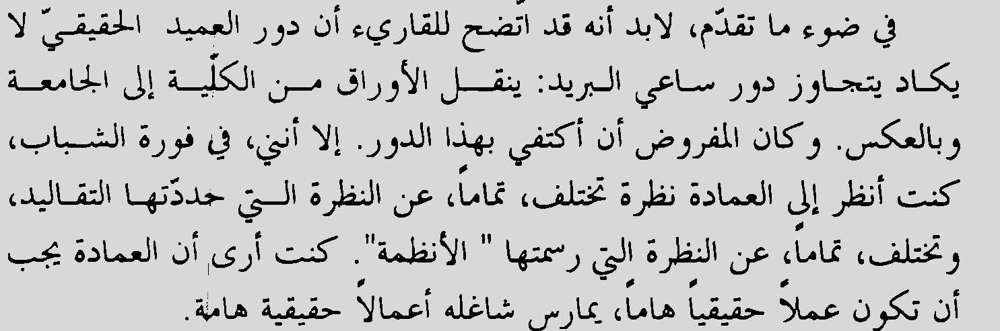 في ضوء ما تقدّم، لابد أنه قد اتّضح للقاريء أن دور العميد الحقيقيّ لا
يكاد يتجاوز دور ساعي البريد: ينقل الأوراق من الكلّية إلى الجامعة
وبالعكس. وكان المفروض أن أكتفي بهذا الدور. إلا أنني، في فورة الشباب،
كنت أنظر إلى العمادة نظرة تختلف، تماماً، عن النظرة التي حددّتها التقاليد،
وتختلف، تماماً، عن النظرة التي رسمتها " الأنظمة". كنت أرى أن العمادة يجب
أن تكون عملاً حقيقياً هاماً، يمارس شاغله أعمالاً حقيقية هامة.